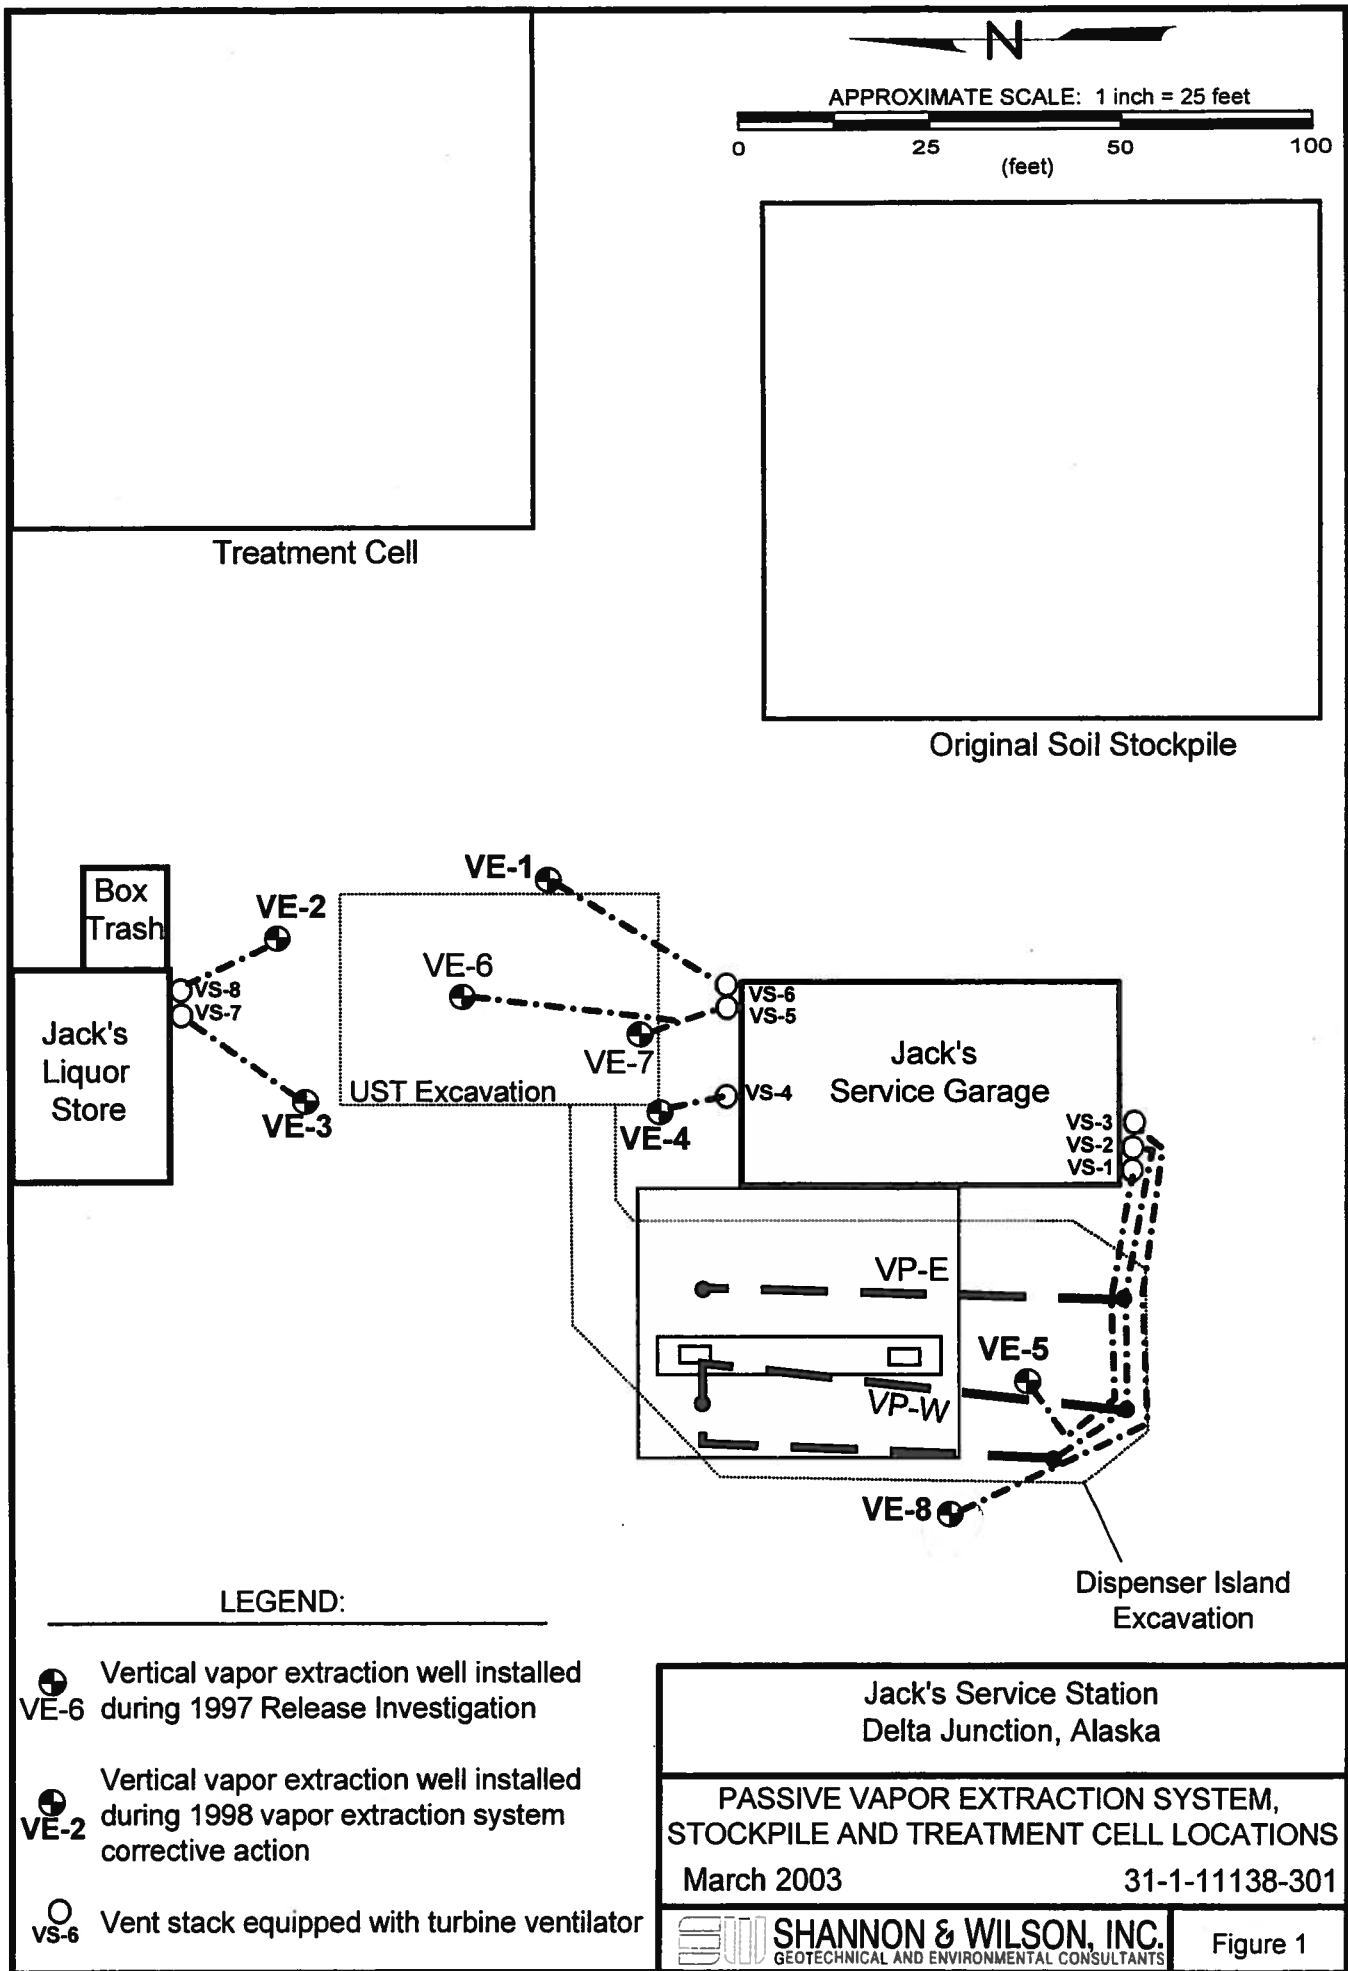 N
APPROXIMATE SCALE: 1 inch = 25 feet
0 25 50 100
(feet)
Treatment Cell
Original Soil Stockpile
Box
Trash
VE-1
VE-2
VE-6
VS-8
VS-7
VS-6
VS-5
VE-7
Jack's
Liquor
Store
Jack's
Service Garage
UST Excavation
VS-4
VE-3
VE-4
VS-3
VS-2
VS-1
VP-E
VE-5
VP-W
VE-8
Dispenser Island
Excavation
LEGEND:
VE-6
Vertical vapor extraction well installed
during 1997 Release Investigation
VE-2
Vertical vapor extraction well installed
during 1998 vapor extraction system
corrective action
VS-6
Vent stack equipped with turbine ventilator
Jack's Service Station
Delta Junction, Alaska
PASSIVE VAPOR EXTRACTION SYSTEM,
STOCKPILE AND TREATMENT CELL LOCATIONS
March 2003 31-1-11138-301
SW SHANNON & WILSON, INC.
GEOTECHNICAL AND ENVIRONMENTAL CONSULTANTS
Figure 1